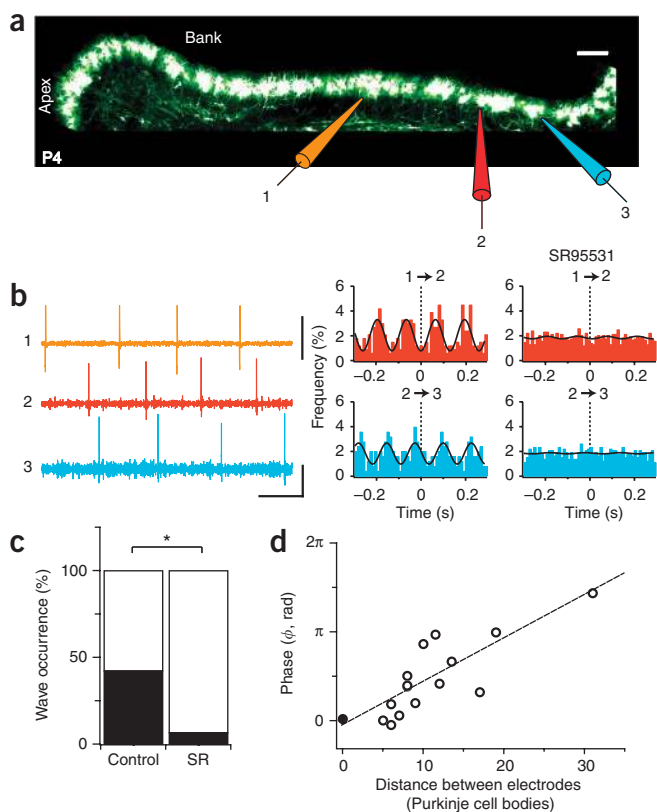 a
Bank
Apex
P4
1
2
3
b
1
2
3
Frequency (%)
1 → 2
6
4
2
0
−0.2 0 0.2
SR95531
1 → 2
6
4
2
0
−0.2 0 0.2
2 → 3
6
4
2
0
−0.2 0 0.2
Time (s)
2 → 3
6
4
2
0
−0.2 0 0.2
Time (s)
c
*
Wave occurrence (%)
100
50
0
Control SR
d
Phase (ϕ, rad)
2π
π
0
0 10 20 30
Distance between electrodes
(Purkinje cell bodies)